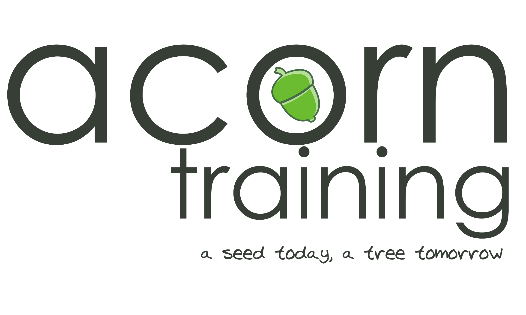 acorn
training
a seed today, a tree tomorrow